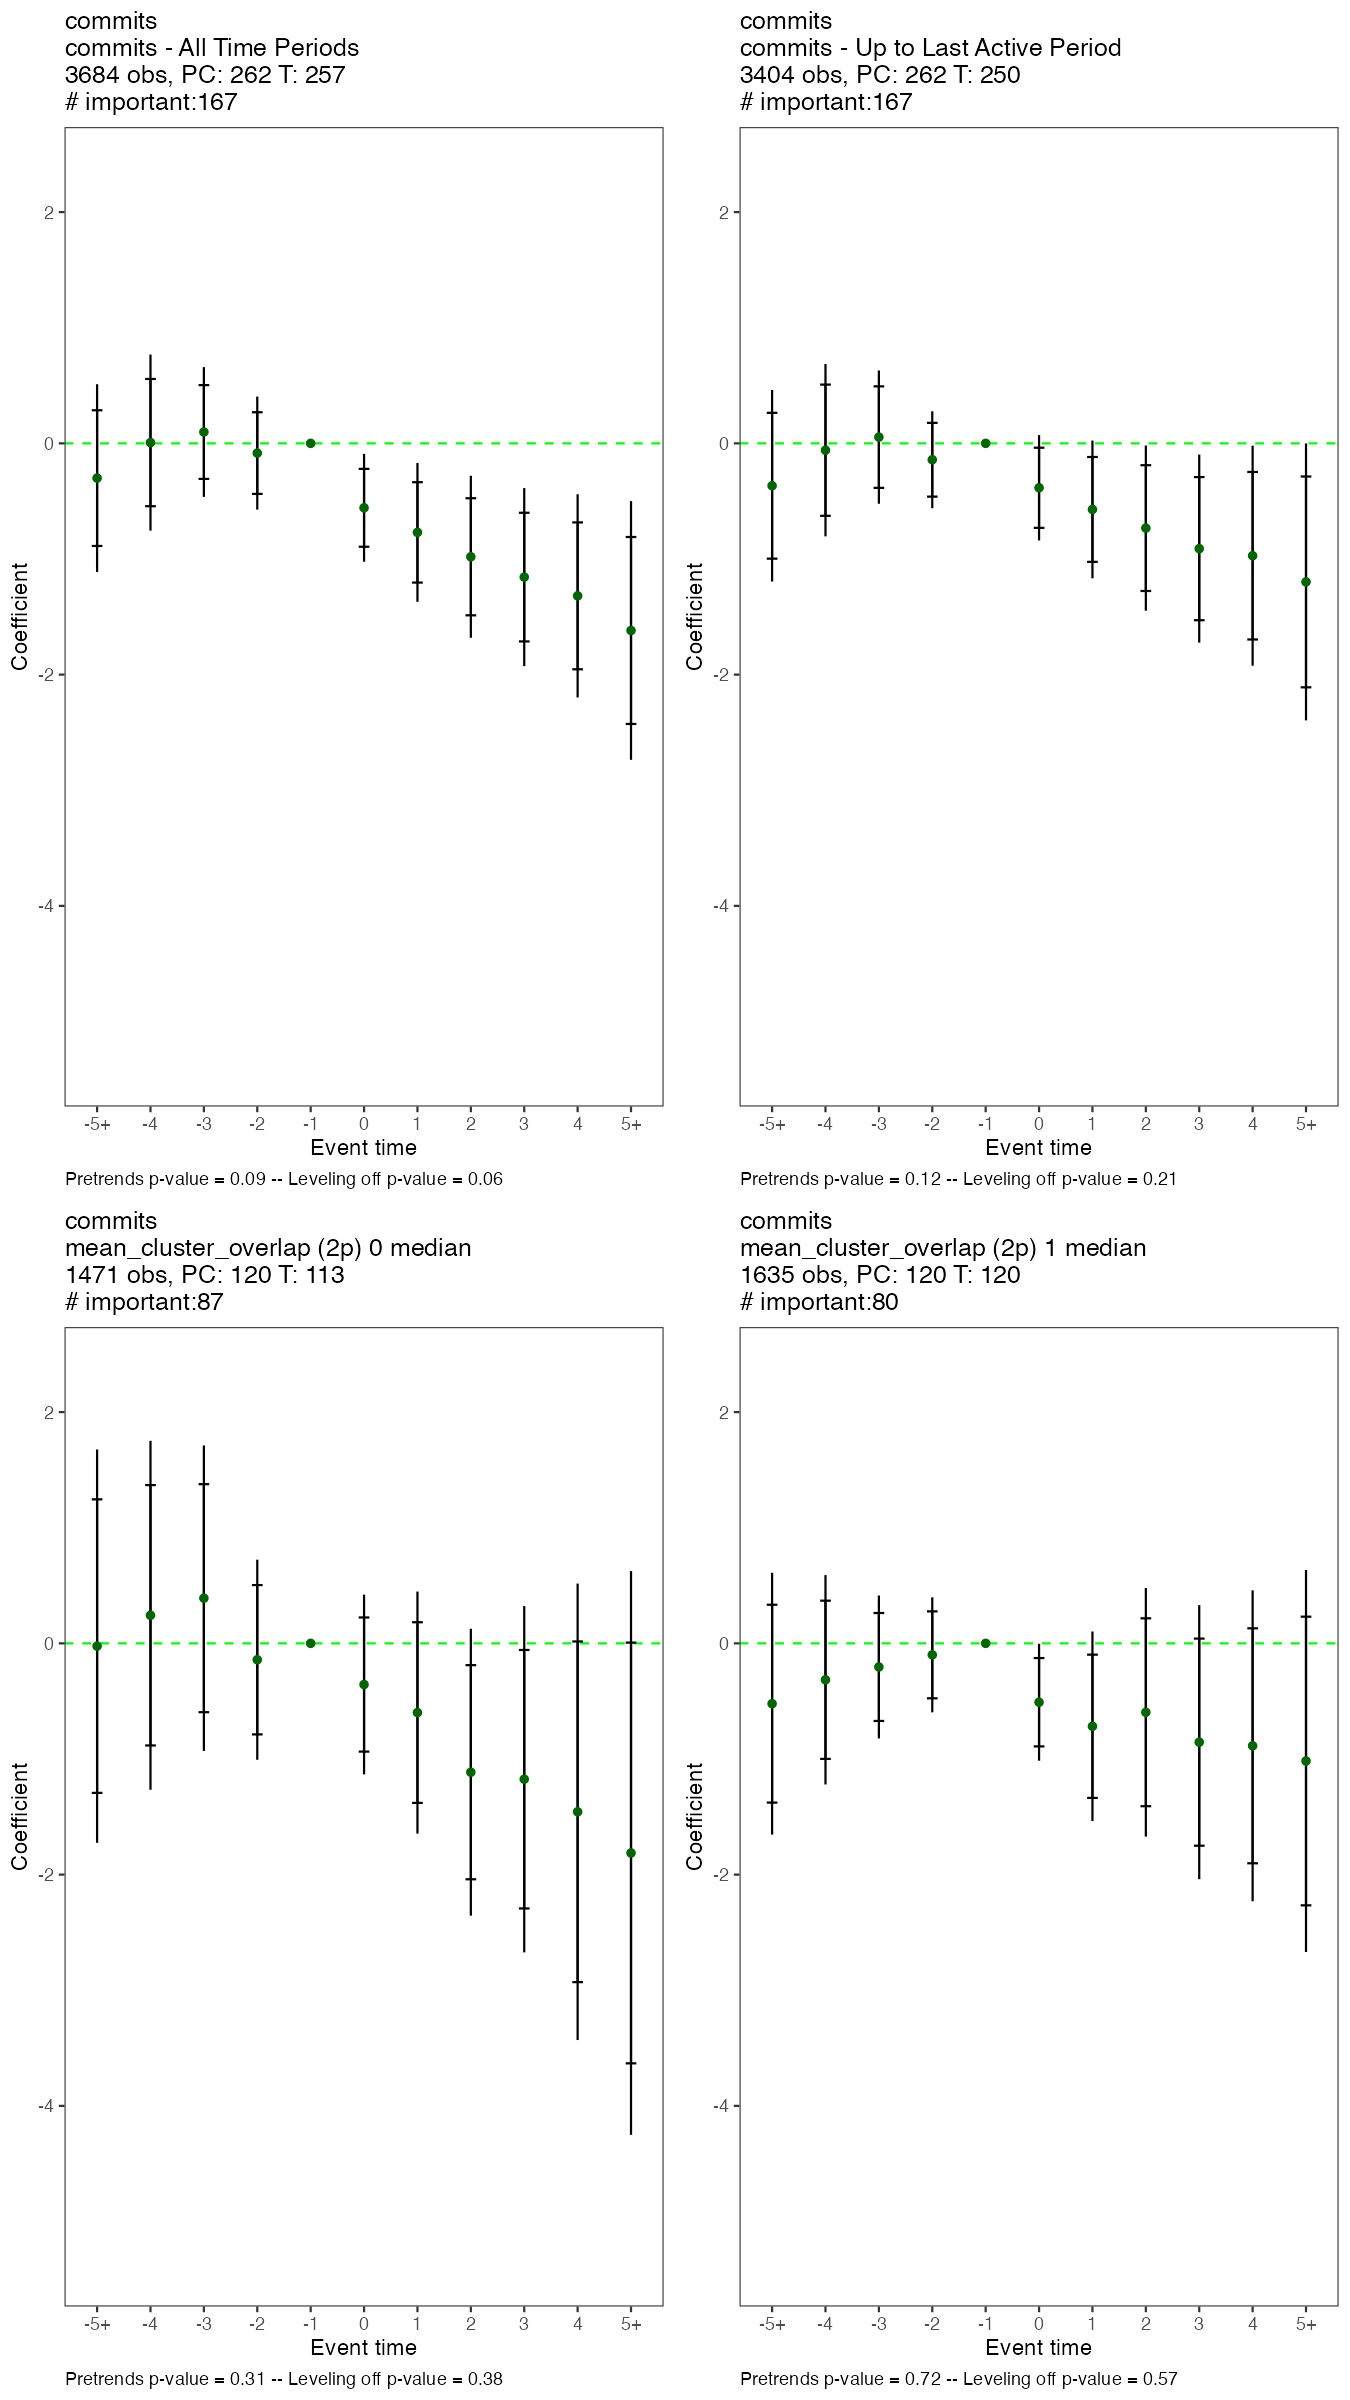 commits
commits - All Time Periods
3684 obs, PC: 262 T: 257
# important:167
2
0
-2
-4
Coefficient
-5+ -4 -3 -2 -1 0 1 2 3 4 5+
Event time
Pretrends p-value = 0.09 -- Leveling off p-value = 0.06
commits
commits - Up to Last Active Period
3404 obs, PC: 262 T: 250
# important:167
2
0
-2
-4
Coefficient
-5+ -4 -3 -2 -1 0 1 2 3 4 5+
Event time
Pretrends p-value = 0.12 -- Leveling off p-value = 0.21
commits
mean_cluster_overlap (2p) 0 median
1471 obs, PC: 120 T: 113
# important:87
2
0
-2
-4
Coefficient
-5+ -4 -3 -2 -1 0 1 2 3 4 5+
Event time
Pretrends p-value = 0.31 -- Leveling off p-value = 0.38
commits
mean_cluster_overlap (2p) 1 median
1635 obs, PC: 120 T: 120
# important:80
2
0
-2
-4
Coefficient
-5+ -4 -3 -2 -1 0 1 2 3 4 5+
Event time
Pretrends p-value = 0.72 -- Leveling off p-value = 0.57